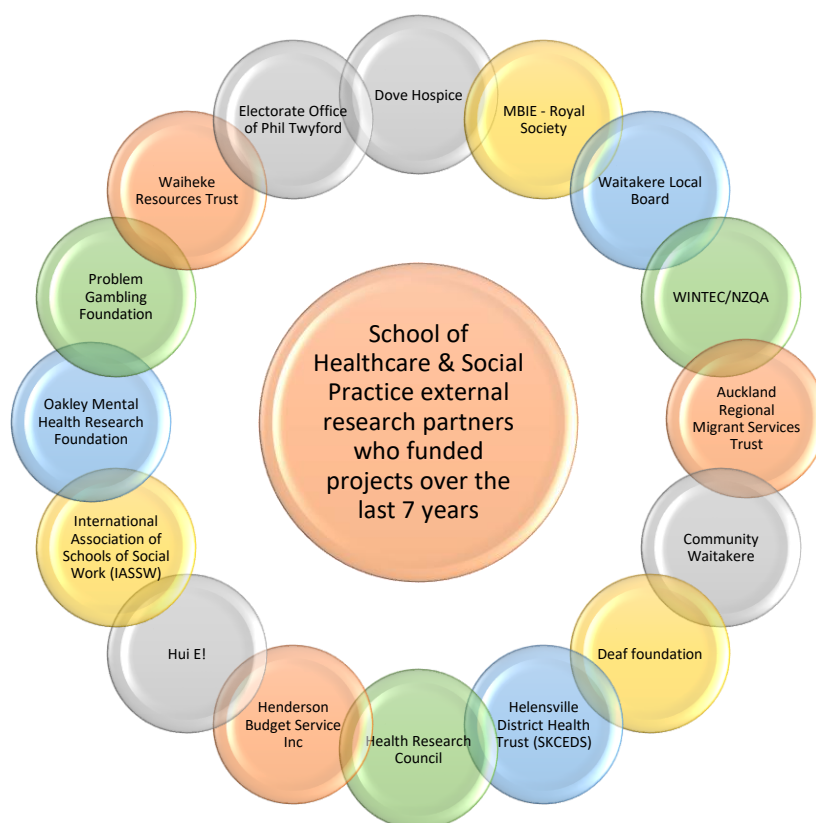 Dove Hospice
MBIE - Royal
Society
Waitakere Local
Board
WINTEC/NZQA
Auckland
Regional
Migrant Services
Trust
Community
Waitakere
Deaf foundation
Helensville
District Health
Trust (SKCEDS)
Health Research
Council
Henderson
Budget Service
Inc
Hui E!
International
Association of
Schools of Social
Work (IASSW)
Oakley Mental
Health Research
Foundation
Problem
Gambling
Foundation
Waiheke
Resources Trust
Electorate Office
of Phil Twyford
School of
Healthcare & Social
Practice external
research partners
who funded
projects over the
last 7 years